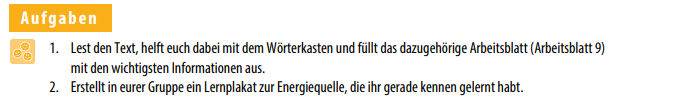 Aufgaben
1. Lest den Text, helft euch dabei mit dem Wörterkasten und füllt das dazugehörige Arbeitsblatt (Arbeitsblatt 9)
mit den wichtigsten Informationen aus.
2. Erstellt in eurer Gruppe ein Lernplakat zur Energiequelle, die ihr gerade kennen gelernt habt.